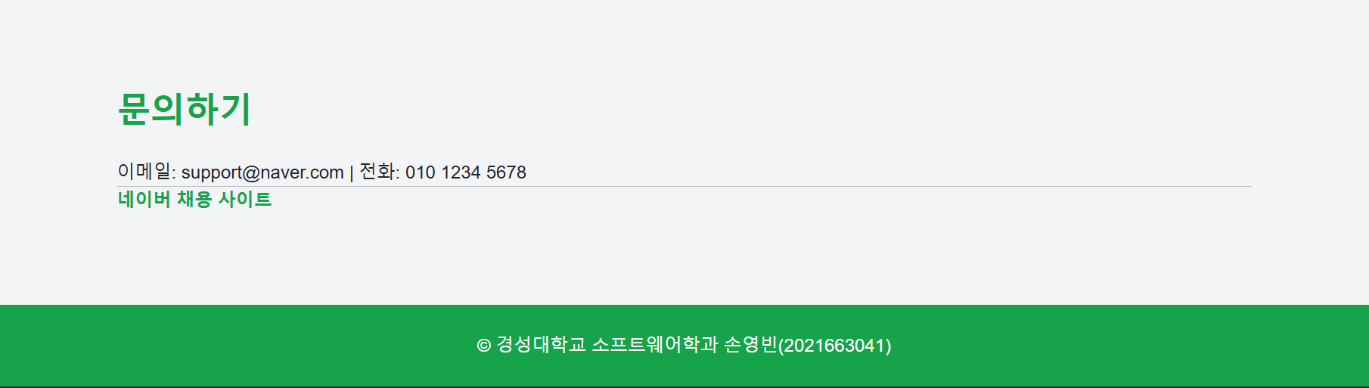 문의하기
이메일: support@naver.com | 전화: 010 1234 5678
네이버 채용 사이트
© 경성대학교 소프트웨어학과 손영빈(2021663041)